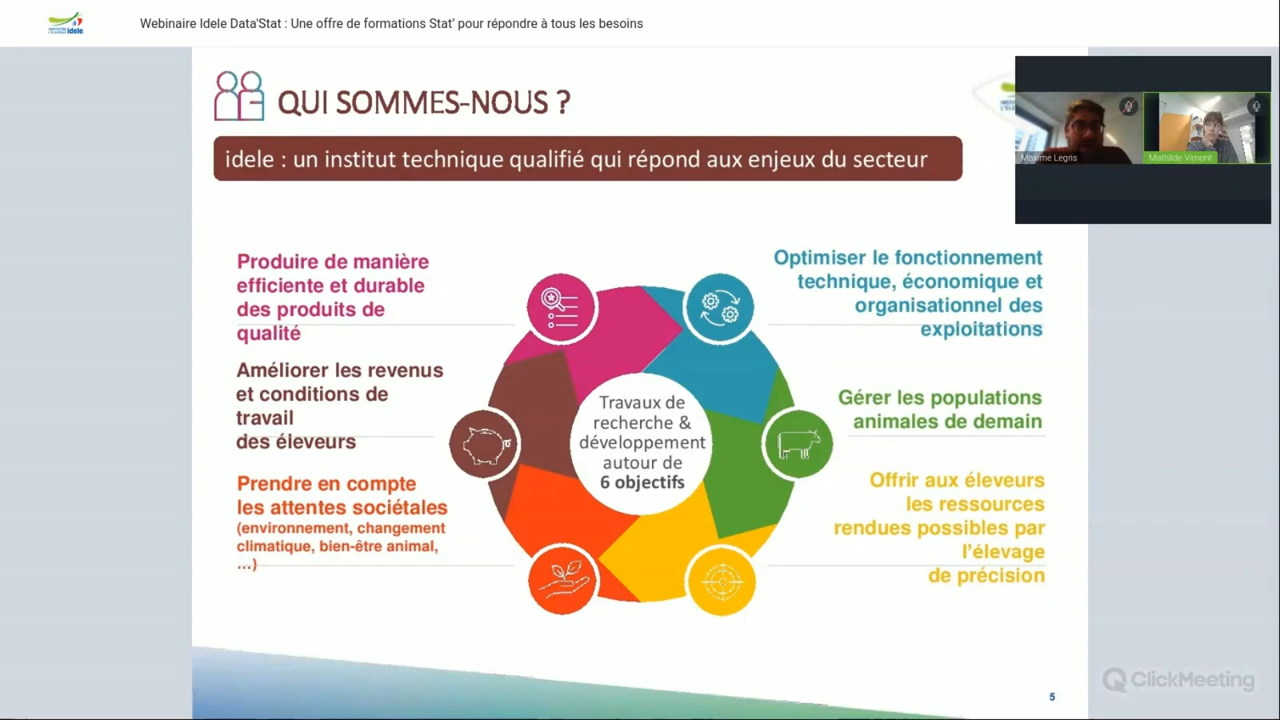 Webinaire Idele Data'Stat : Une offre de formations Stat' pour répondre à tous les besoins
idele
QUI SOMMES-NOUS ?
idele : un institut technique qualifié qui répond aux enjeux du secteur
Maxime Legris
Mathilde Vimont
Produire de manière
efficiente et durable
des produits de
qualité
Améliorer les revenus
et conditions de
travail
des éleveurs
Prendre en compte
les attentes sociétales
(environnement, changement
climatique, bien-être animal,
...)
Travaux de
recherche &
développement
autour de
6 objectifs
Optimiser le fonctionnement
technique, économique et
organisationnel des
exploitations
Gérer les populations
animales de demain
Offrir aux éleveurs
les ressources
rendues possibles par
l'élevage
de précision
5
ClickMeeting